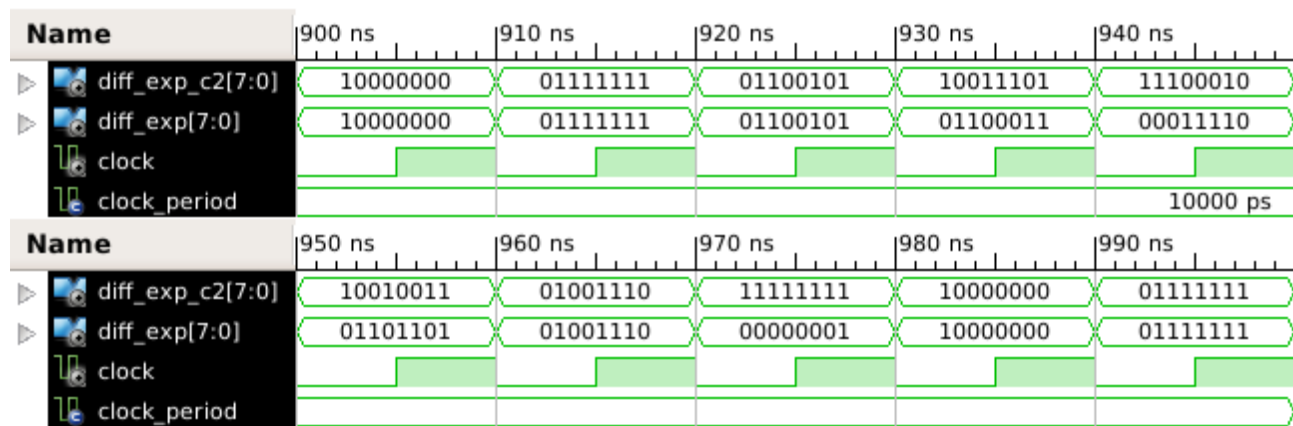 Name 900 ns 910 ns 920 ns 930 ns 940 ns
diff_exp_c2[7:0] 10000000 01111111 01100101 10011101 11100010
diff_exp[7:0] 10000000 01111111 01100101 01100011 00011110
clock
clock_period 10000 ps
Name 950 ns 960 ns 970 ns 980 ns 990 ns
diff_exp_c2[7:0] 10010011 01001110 11111111 10000000 01111111
diff_exp[7:0] 01101101 01001110 00000001 10000000 01111111
clock
clock_period